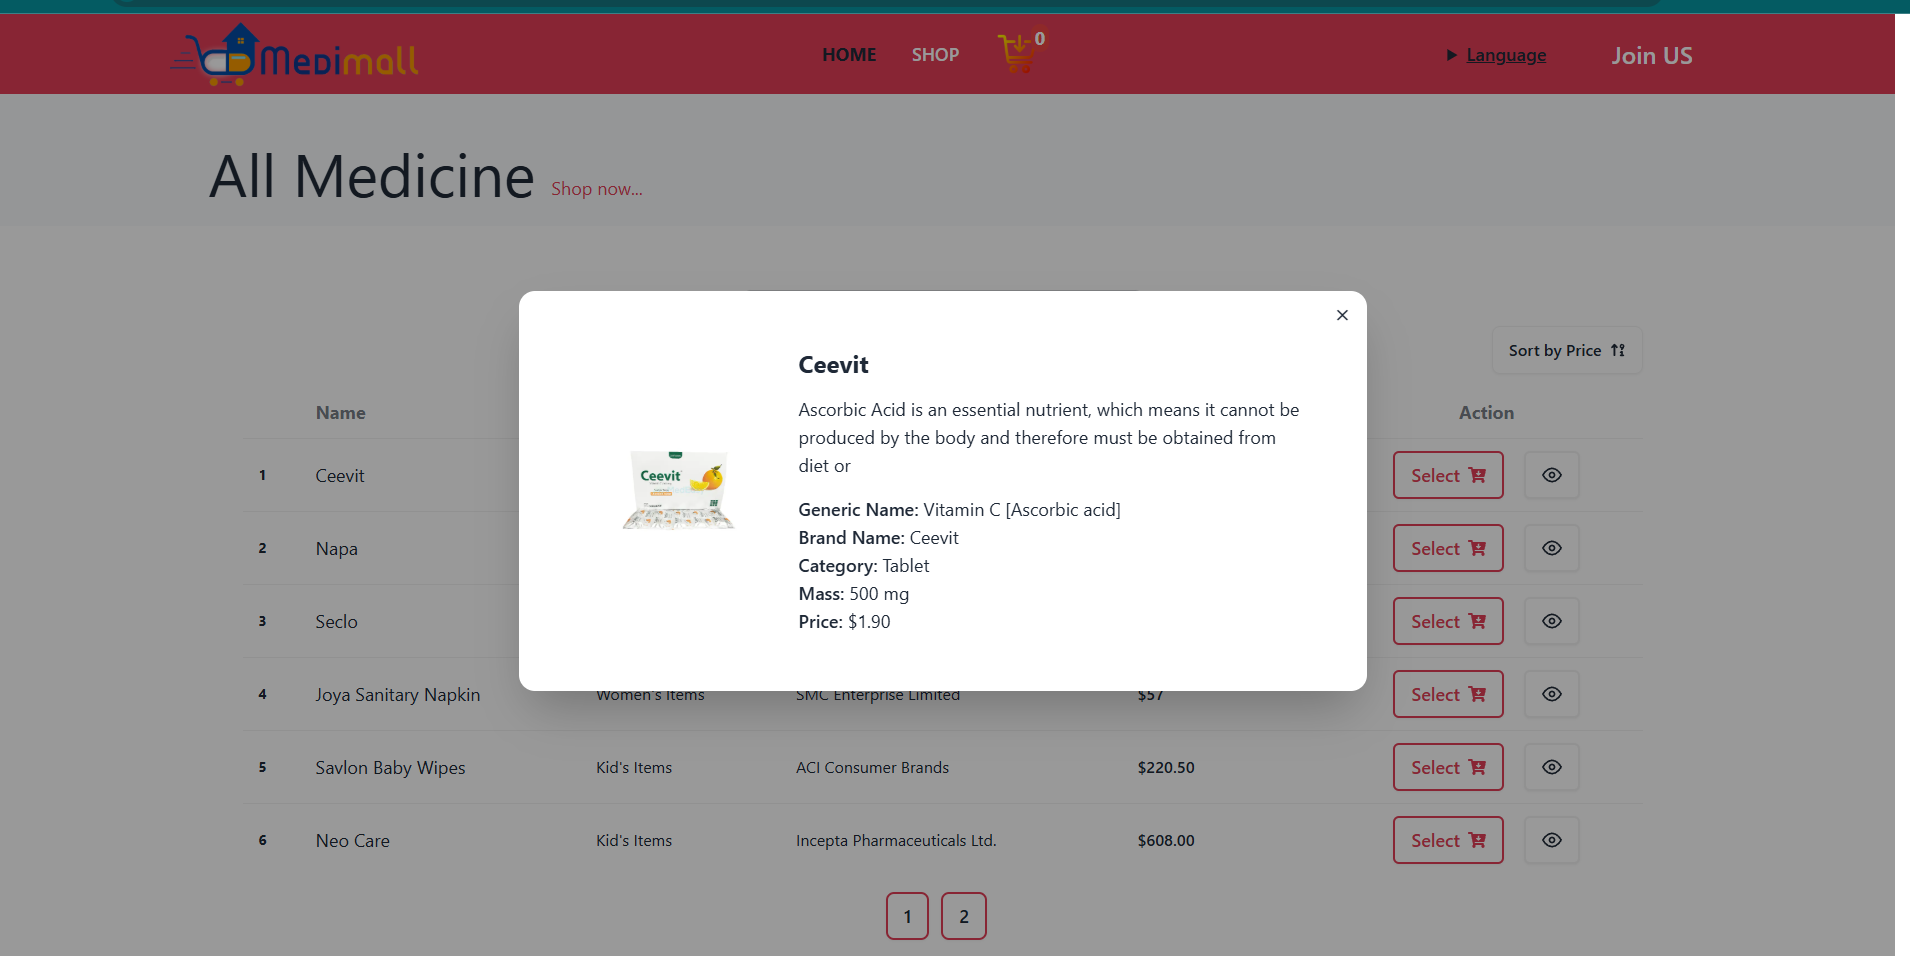 Medimall
HOME
SHOP
0
Language
Join US
All Medicine Shop now...
Sort by Price
Name
Action
Ceevit
Ascorbic Acid is an essential nutrient, which means it cannot be
produced by the body and therefore must be obtained from
diet or
Generic Name: Vitamin C [Ascorbic acid]
Brand Name: Ceevit
Category: Tablet
Mass: 500 mg
Price: $1.90
Ceevit
1 Ceevit Select
2 Napa Select
3 Seclo Select
4 Joya Sanitary Napkin Women's Items SMC Enterprise Limited $57 Select
5 Savlon Baby Wipes Kid's Items ACI Consumer Brands $220.50 Select
6 Neo Care Kid's Items Incepta Pharmaceuticals Ltd. $608.00 Select
1 2